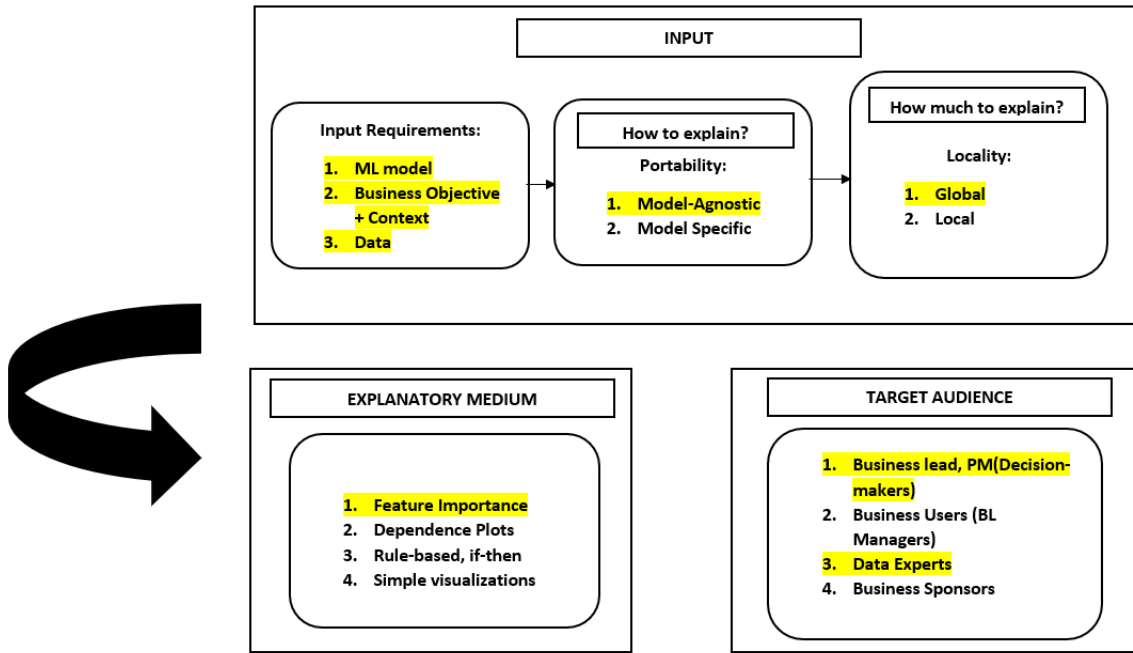 INPUT
Input Requirements:
1. ML model
2. Business Objective
+ Context
3. Data
How to explain?
Portability:
1. Model-Agnostic
2. Model Specific
How much to explain?
Locality:
1. Global
2. Local
EXPLANATORY MEDIUM
1. Feature Importance
2. Dependence Plots
3. Rule-based, if-then
4. Simple visualizations
TARGET AUDIENCE
1. Business lead, PM(Decision-
makers)
2. Business Users (BL
Managers)
3. Data Experts
4. Business Sponsors